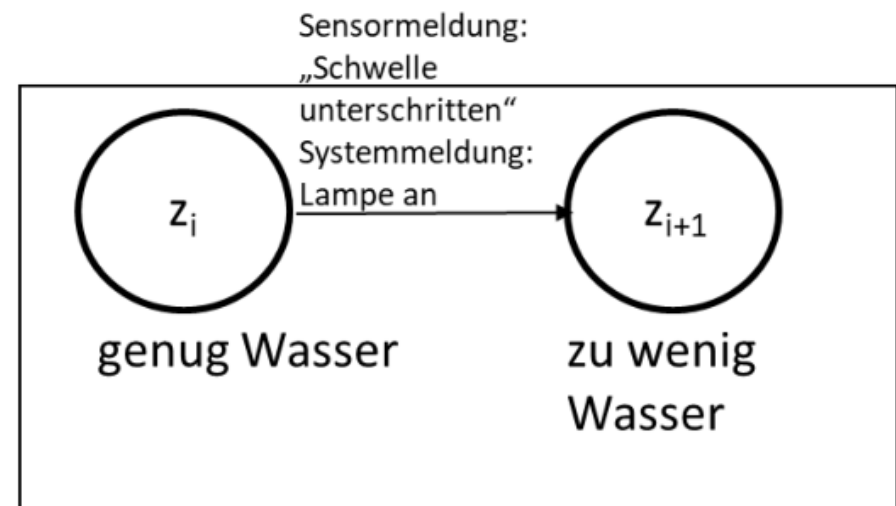 Sensormeldung:
„Schwelle
unterschritten“
Systemmeldung:
Lampe an
zᵢ
zᵢ₊₁
genug Wasser
zu wenig
Wasser